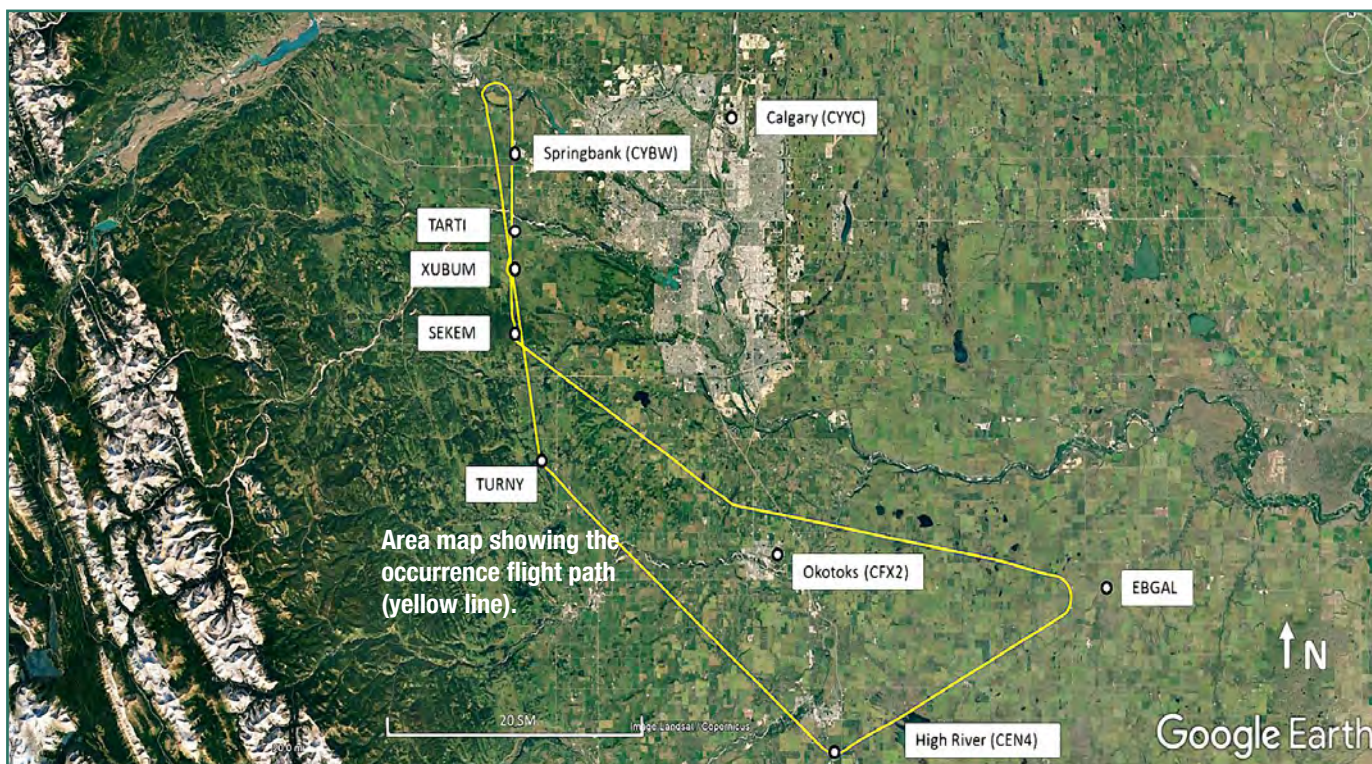 Calgary (CYYC)
Springbank (CYBW)
TARTI
XUBUM
SEKEM
TURNY
Area map showing the
occurrence flight path
(yellow line).
Okotoks (CFX2)
EBGAL
N
20 SM
Image Landsat / Copernicus
High River (CEN4)
Google Earth